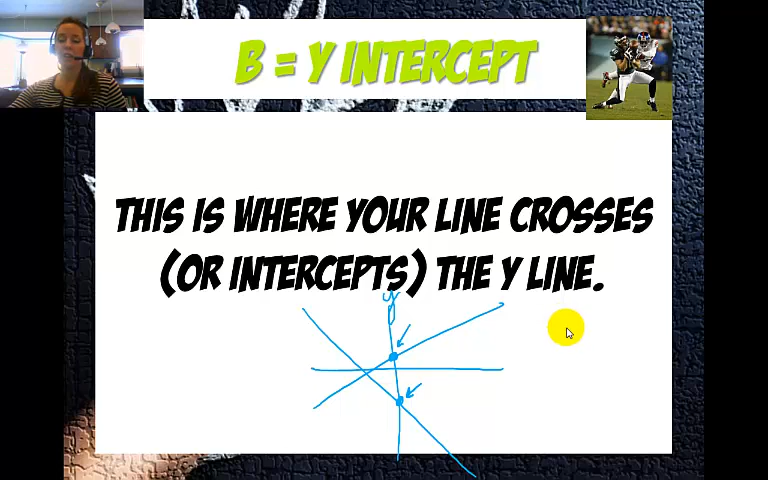 B = Y INTERCEPT
THIS IS WHERE YOUR LINE CROSSES
(OR INTERCEPTS) THE Y LINE.
y